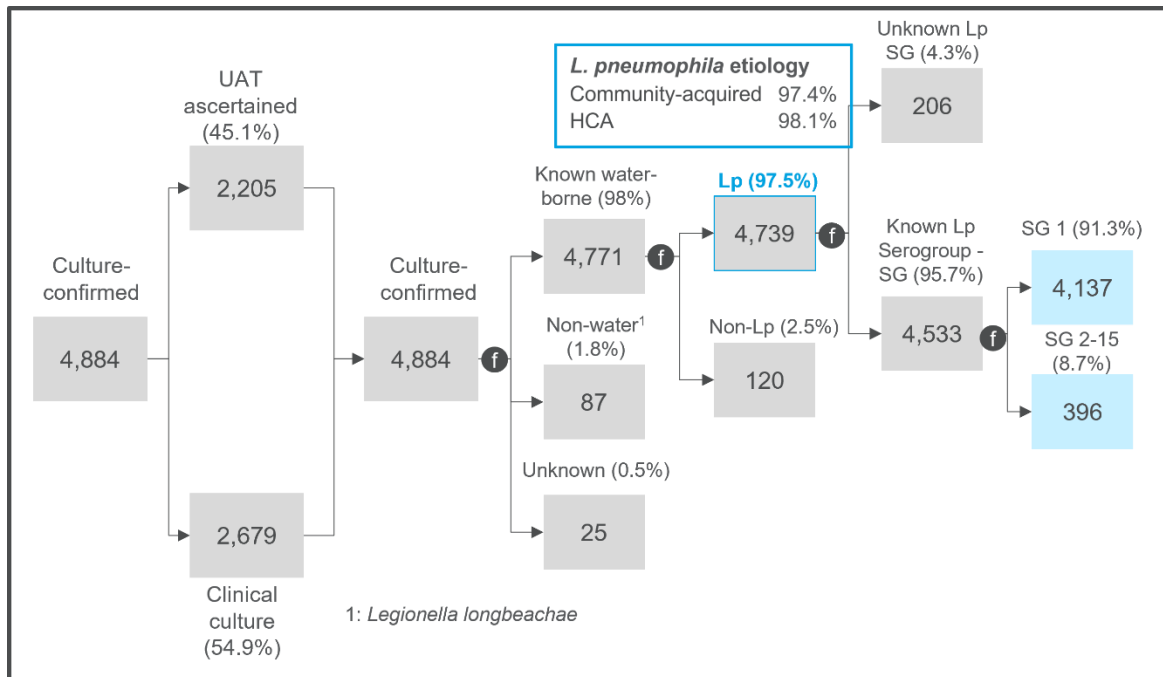 Culture-
confirmed
4,884
UAT
ascertained
(45.1%)
2,205
2,679
Clinical
culture
(54.9%)
Culture-
confirmed
4,884
f
Known water-
borne (98%)
4,771
f
Non-water¹
(1.8%)
87
Unknown (0.5%)
25
1: Legionella longbeachae
L. pneumophila etiology
Community-acquired 97.4%
HCA 98.1%
Lp (97.5%)
4,739
f
Non-Lp (2.5%)
120
Unknown Lp
SG (4.3%)
206
Known Lp
Serogroup -
SG (95.7%)
4,533
f
SG 1 (91.3%)
4,137
SG 2-15
(8.7%)
396